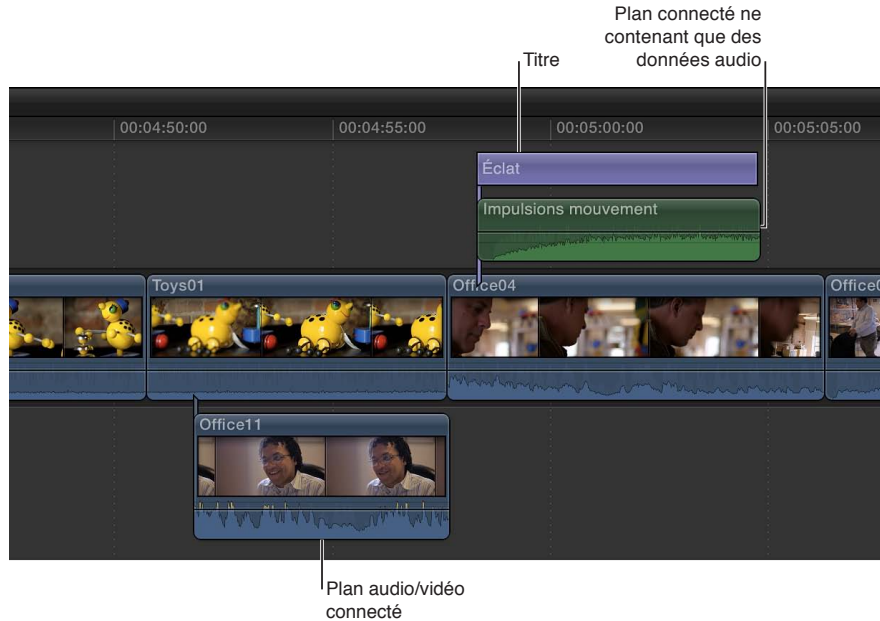 Plan connecté ne
contenant que des
données audio
Titre
00:04:50:00
00:04:55:00
00:05:00:00
00:05:05:00
Éclat
Impulsions mouvement
Toys01
Office04
Office11
Plan audio/vidéo
connecté